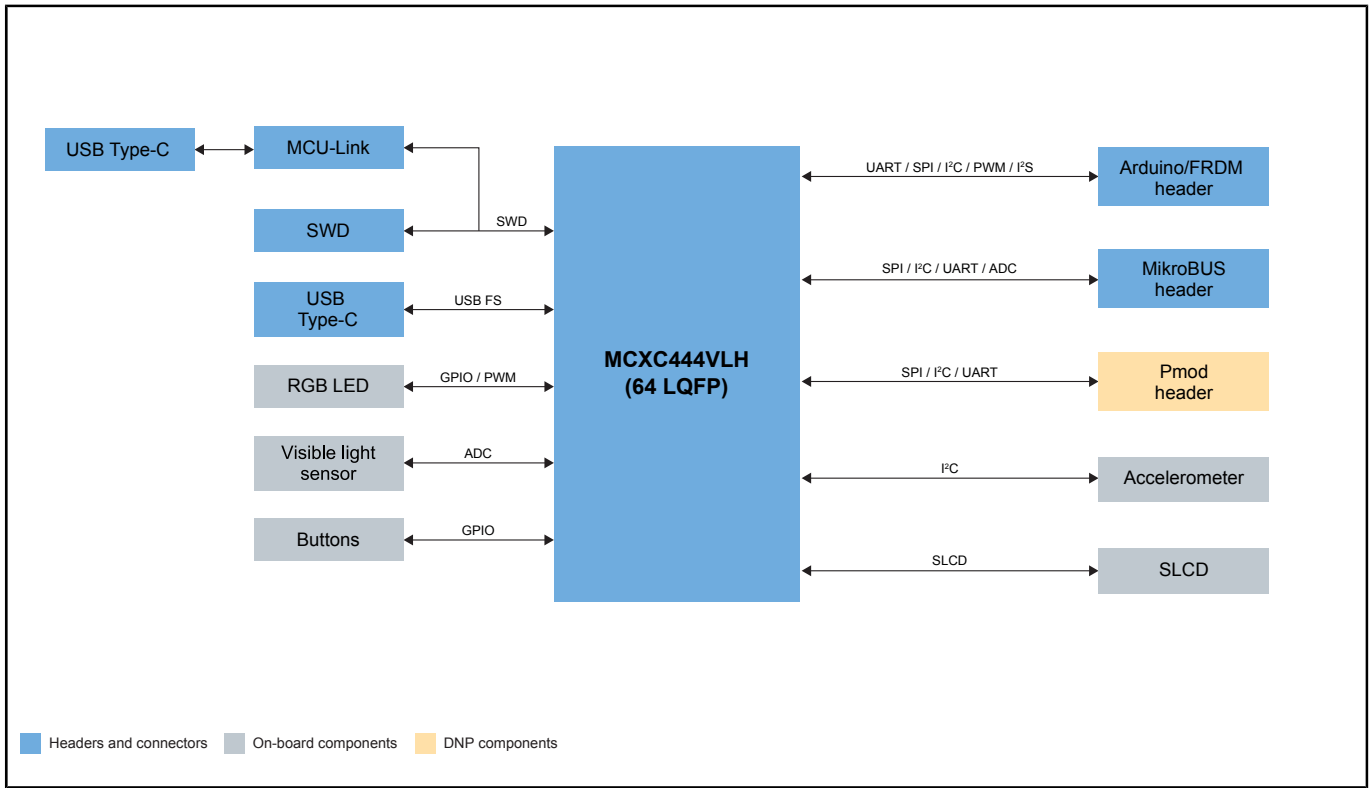 USB Type-C
MCU-Link
SWD
SWD
USB
Type-C
USB FS
RGB LED
GPIO / PWM
Visible light
sensor
ADC
Buttons
GPIO
MCXC444VLH
(64 LQFP)
UART / SPI / I²C / PWM / I²S
Arduino/FRDM
header
SPI / I²C / UART / ADC
MikroBUS
header
SPI / I²C / UART
Pmod
header
I²C
Accelerometer
SLCD
SLCD
Headers and connectors
On-board components
DNP components